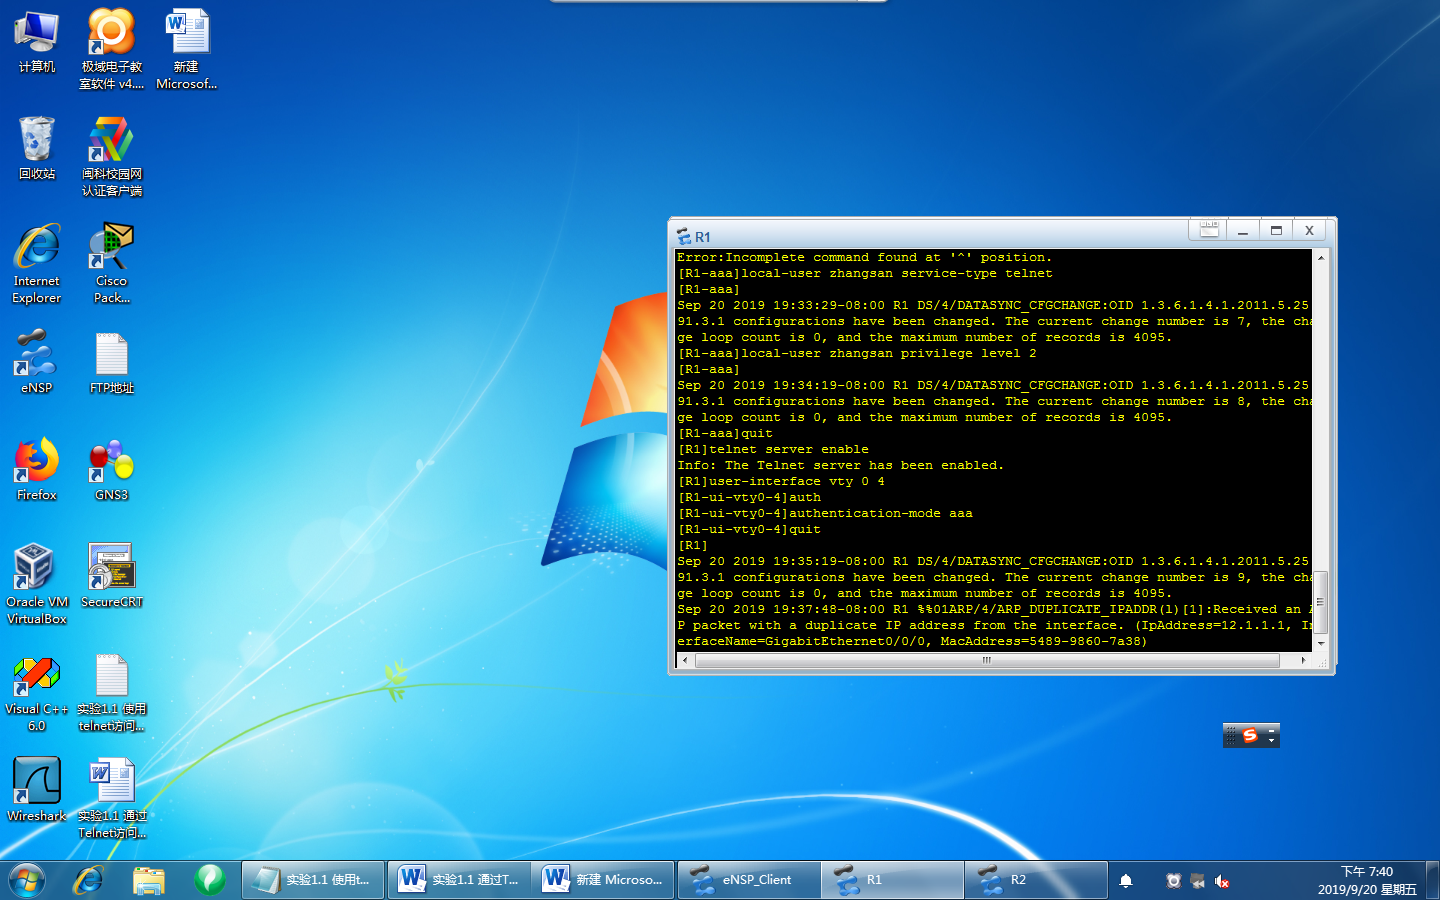 计算机
极域电子教
室软件 v4....
新建
Microsof...
回收站
闽科校园网
认证客户端
Internet
Explorer
Cisco
Pack...
eNSP
FTP地址
Firefox
GNS3
Oracle VM
VirtualBox
SecureCRT
Visual C++
6.0
实验1.1 使用
telnet访问...
Wireshark
实验1.1 通过
Telnet访问...
R1
Error:Incomplete command found at '^' position.
[R1-aaa]local-user zhangsan service-type telnet
[R1-aaa]
Sep 20 2019 19:33:29-08:00 R1 DS/4/DATASYNC_CFGCHANGE:OID 1.3.6.1.4.1.2011.5.25
91.3.1 configurations have been changed. The current change number is 7, the cha
ge loop count is 0, and the maximum number of records is 4095.
[R1-aaa]local-user zhangsan privilege level 2
[R1-aaa]
Sep 20 2019 19:34:19-08:00 R1 DS/4/DATASYNC_CFGCHANGE:OID 1.3.6.1.4.1.2011.5.25
91.3.1 configurations have been changed. The current change number is 8, the cha
ge loop count is 0, and the maximum number of records is 4095.
[R1-aaa]quit
[R1]telnet server enable
Info: The Telnet server has been enabled.
[R1]user-interface vty 0 4
[R1-ui-vty0-4]auth
[R1-ui-vty0-4]authentication-mode aaa
[R1-ui-vty0-4]quit
[R1]
Sep 20 2019 19:35:19-08:00 R1 DS/4/DATASYNC_CFGCHANGE:OID 1.3.6.1.4.1.2011.5.25
91.3.1 configurations have been changed. The current change number is 9, the cha
ge loop count is 0, and the maximum number of records is 4095.
Sep 20 2019 19:37:48-08:00 R1 %%01ARP/4/ARP_DUPLICATE_IPADDR(l)[1]:Received an A
P packet with a duplicate IP address from the interface. (IpAddress=12.1.1.1, In
erfaceName=GigabitEthernet0/0/0, MacAddress=5489-9860-7a38)
实验1.1 使用t...
实验1.1 通过T...
新建 Microso...
eNSP_Client
R1
R2
下午 7:40
2019/9/20 星期五